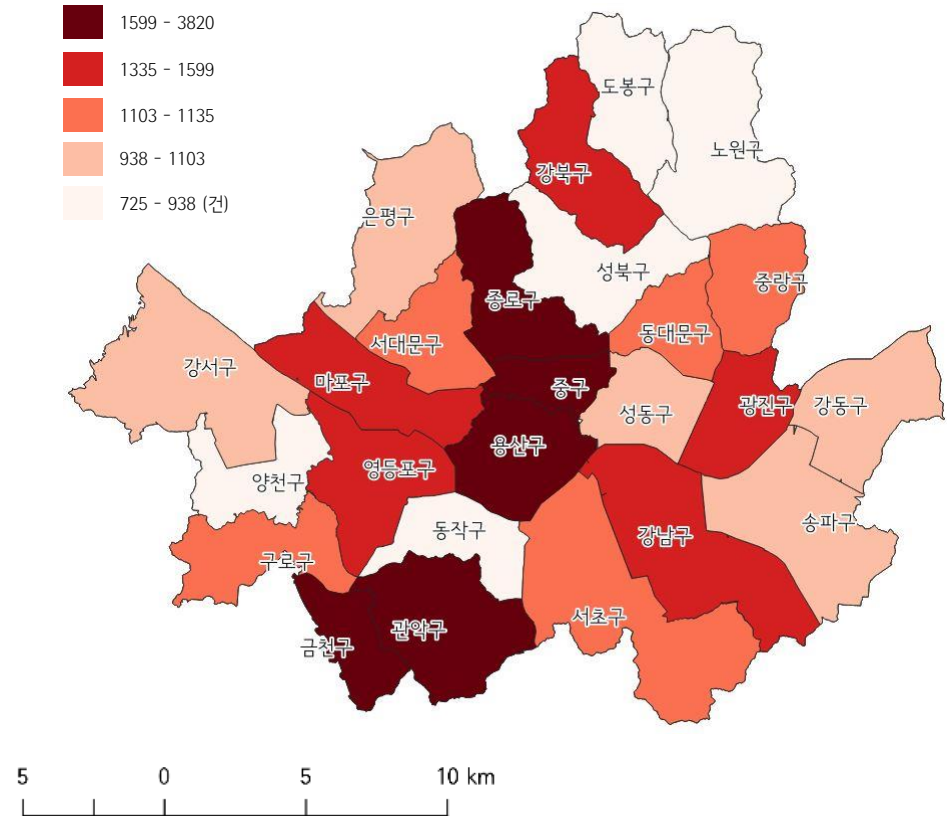 1599 - 3820
1335 - 1599
1103 - 1135
938 - 1103
725 - 938 (건)
도봉구
노원구
강북구
은평구
성북구
중랑구
종로구
동대문구
서대문구
강서구
마포구
중구
성동구
광진구
강동구
용산구
영등포구
양천구
동작구
송파구
강남구
구로구
서초구
관악구
금천구
5 0 5 10 km